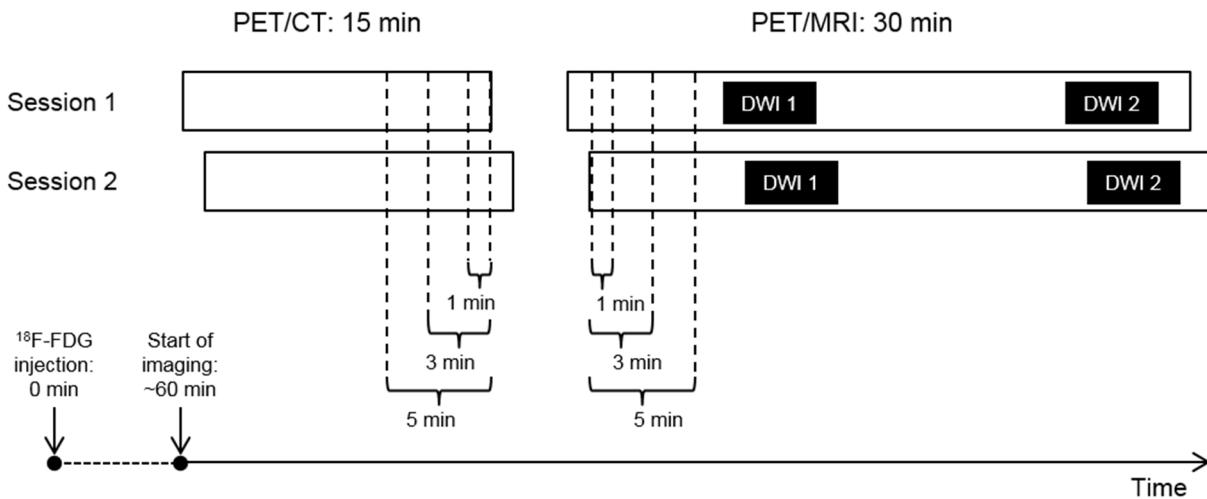 PET/CT: 15 min
PET/MRI: 30 min
Session 1
DWI 1
DWI 2
Session 2
DWI 1
DWI 2
1 min
1 min
3 min
3 min
5 min
5 min
¹⁸F-FDG
injection:
0 min
Start of
imaging:
~60 min
Time